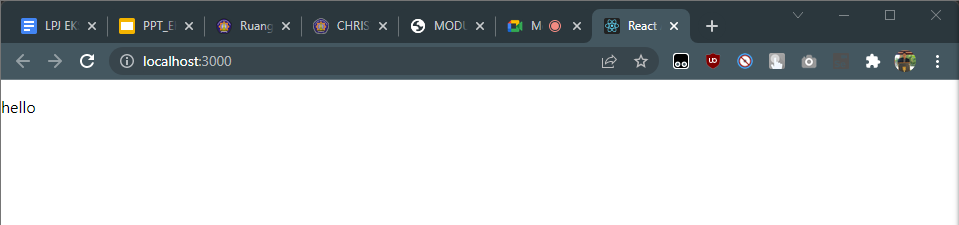 LPJ EK
PPT_E
Ruang
CHRIS
MODU
M
React
localhost:3000
hello